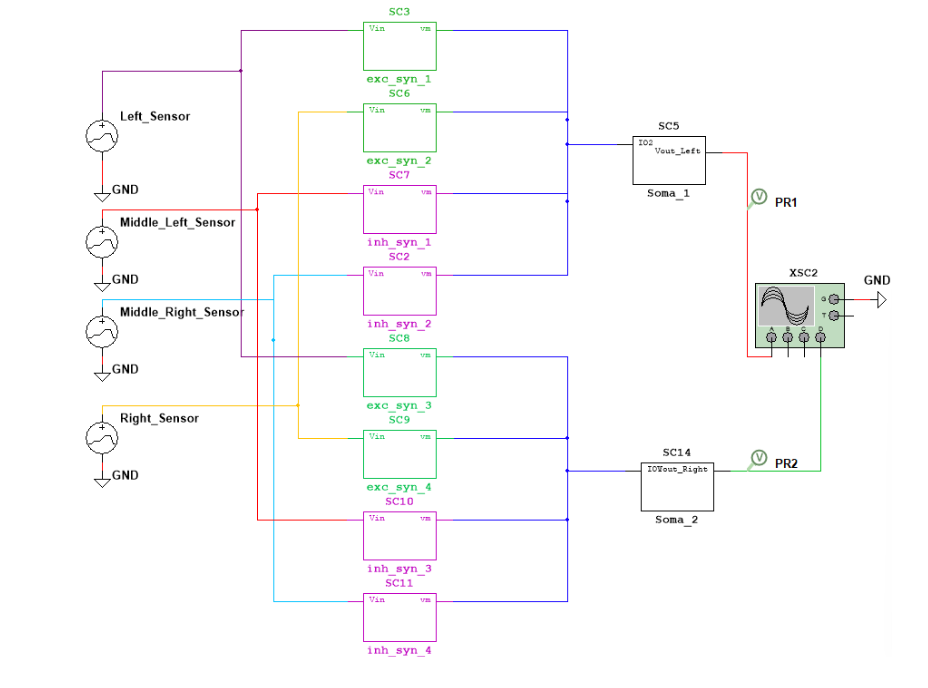 SC3
Vin vm
exc_syn_1
SC6
Vin vm
exc_syn_2
SC7
Vin vm
inh_syn_1
SC2
Vin vm
inh_syn_2
SC8
Vin vm
exc_syn_3
SC9
Vin vm
exc_syn_4
SC10
Vin vm
inh_syn_3
SC11
Vin vm
inh_syn_4
Left_Sensor
GND
Middle_Left_Sensor
GND
Middle_Right_Sensor
GND
Right_Sensor
GND
SC5
IO2
Vout_Left
Soma_1
V
PR1
XSC2
GND
G
T
A B C D
SC14
Vout_Right
Soma_2
V
PR2